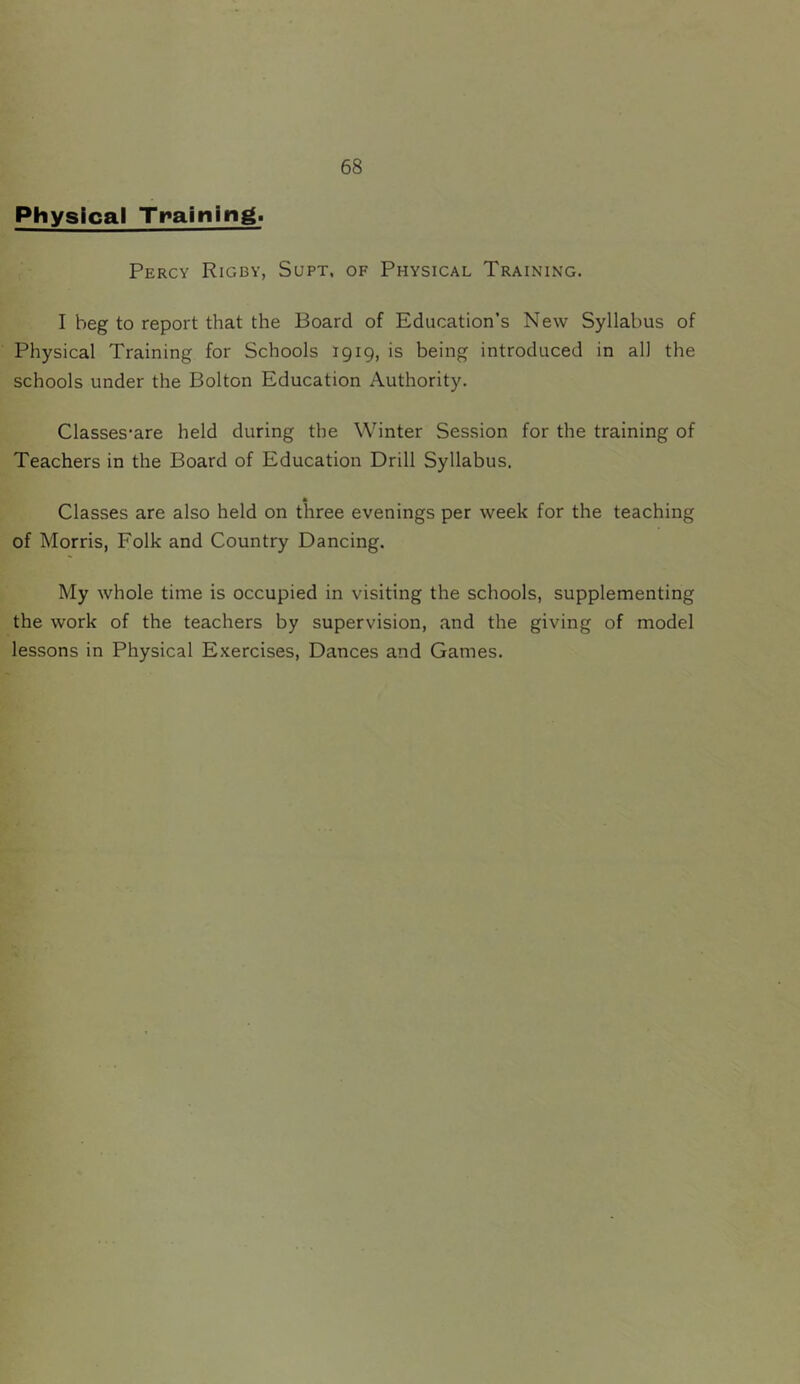 68
Physical Training.
Percy Rigby, Supt. of Physical Training.
I beg to report that the Board of Education's New Syllabus of
Physical Training for Schools 1919, is being introduced in all the
schools under the Bolton Education Authority.
Classes are held during the Winter Session for the training of
Teachers in the Board of Education Drill Syllabus.
Classes are also held on three evenings per week for the teaching
of Morris, Folk and Country Dancing.
My whole time is occupied in visiting the schools, supplementing
the work of the teachers by supervision, and the giving of model
lessons in Physical Exercises, Dances and Games.